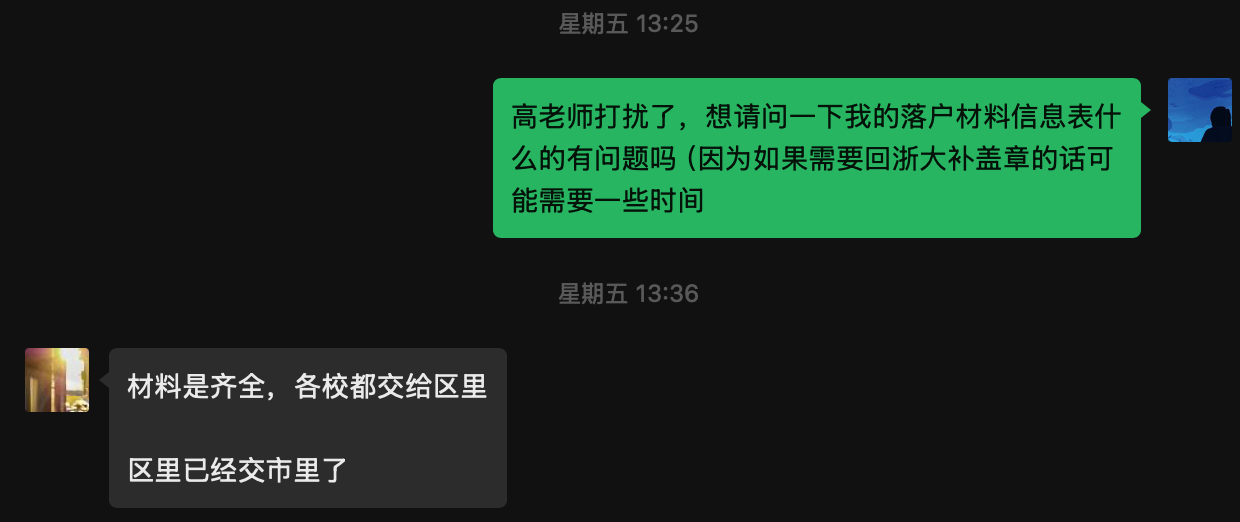 星期五 13:25
高老师打扰了，想请问一下我的落户材料信息表什
么的有问题吗（因为如果需要回浙大补盖章的话可
能需要一些时间
星期五 13:36
材料是齐全，各校都交给区里
区里已经交市里了